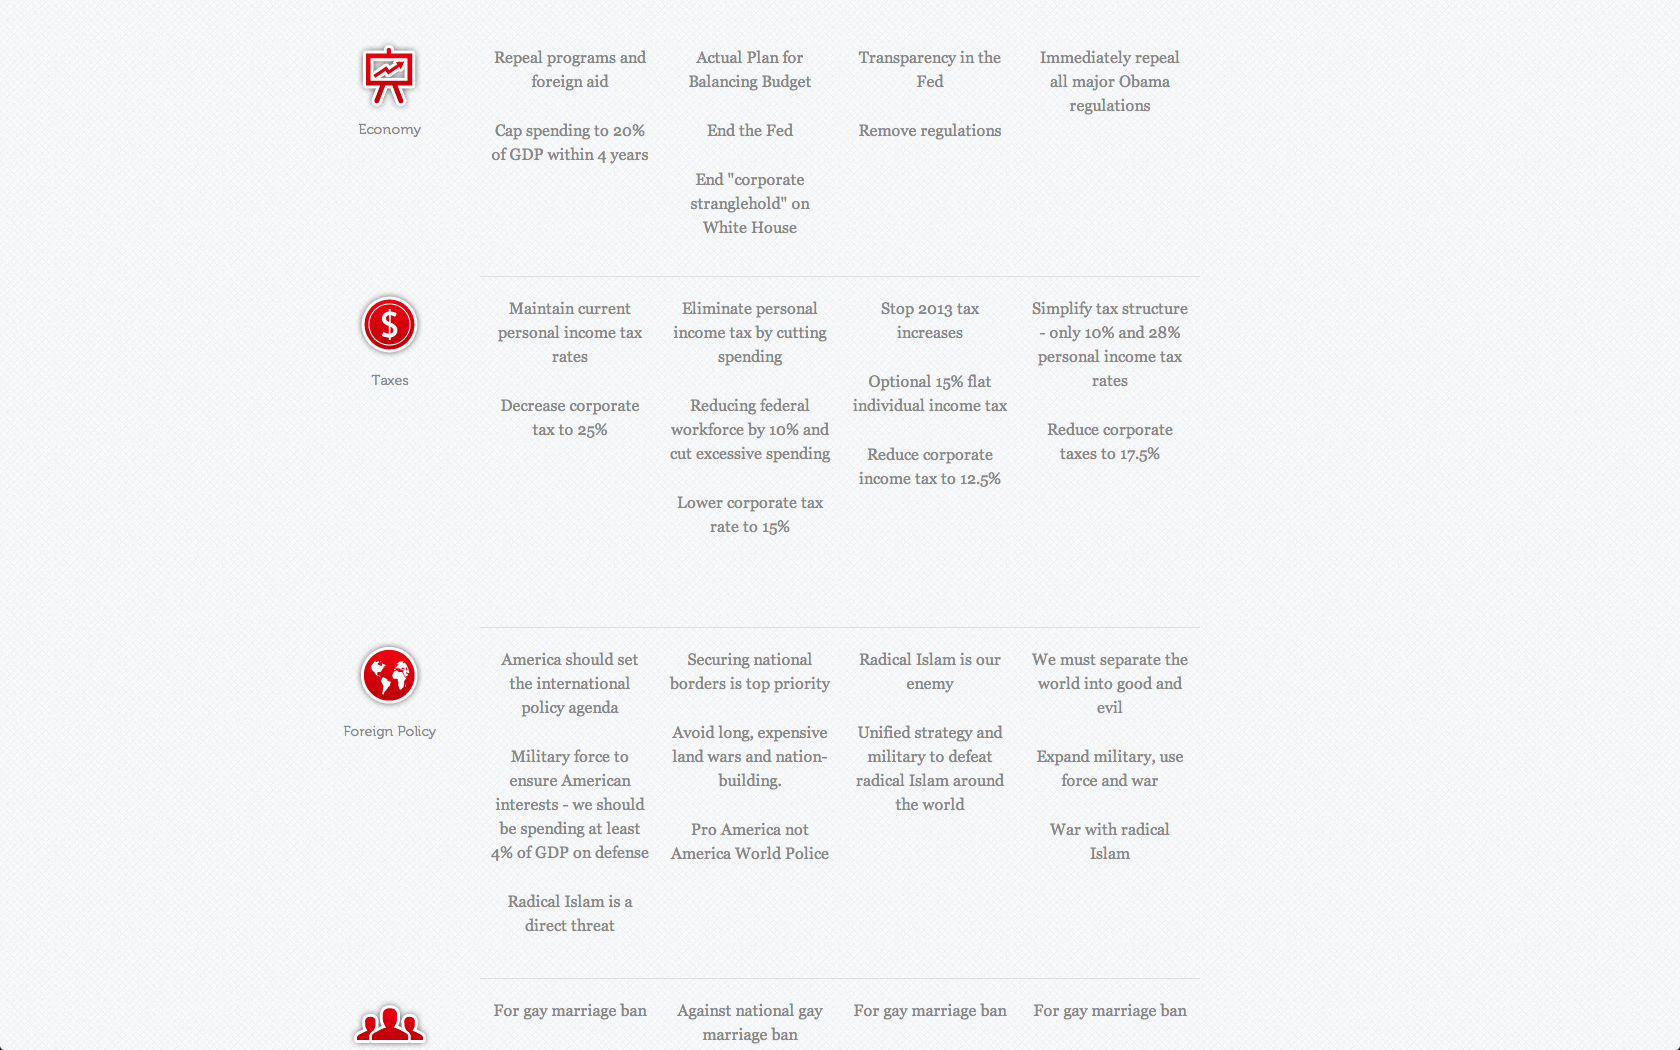 Economy
Repeal programs and
foreign aid
Cap spending to 20%
of GDP within 4 years
Actual Plan for
Balancing Budget
End the Fed
End "corporate
stranglehold" on
White House
Transparency in the
Fed
Remove regulations
Immediately repeal
all major Obama
regulations
Taxes
Maintain current
personal income tax
rates
Decrease corporate
tax to 25%
Eliminate personal
income tax by cutting
spending
Reducing federal
workforce by 10% and
cut excessive spending
Lower corporate tax
rate to 15%
Stop 2013 tax
increases
Optional 15% flat
individual income tax
Reduce corporate
income tax to 12.5%
Simplify tax structure
- only 10% and 28%
personal income tax
rates
Reduce corporate
taxes to 17.5%
Foreign Policy
America should set
the international
policy agenda
Military force to
ensure American
interests - we should
be spending at least
4% of GDP on defense
Radical Islam is a
direct threat
Securing national
borders is top priority
Avoid long, expensive
land wars and nation-
building.
Pro America not
America World Police
Radical Islam is our
enemy
Unified strategy and
military to defeat
radical Islam around
the world
We must separate the
world into good and
evil
Expand military, use
force and war
War with radical
Islam
For gay marriage ban
Against national gay
marriage ban
For gay marriage ban
For gay marriage ban